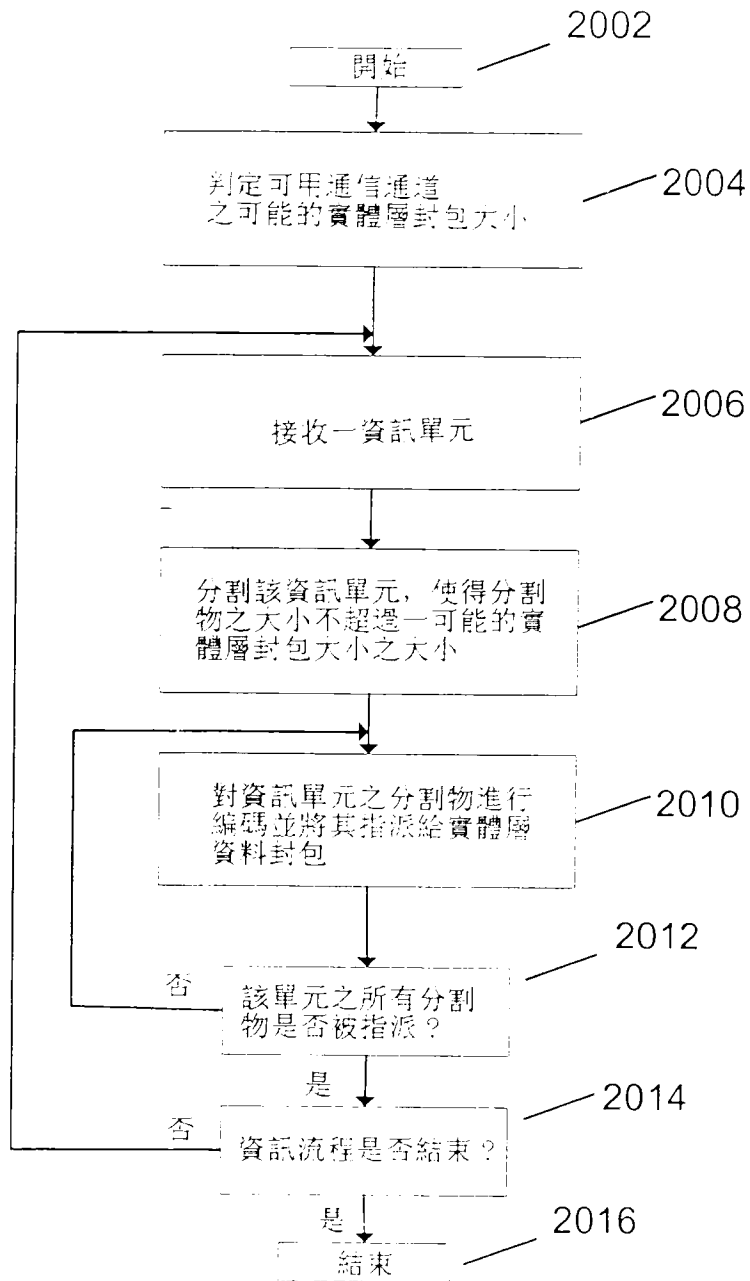 2002
開始
2004
判定可用通信通道
之可能的實體層封包大小
2006
接收一資訊單元
2008
分割該資訊單元，使得分割
物之大小不超過一可能的實
體層封包大小之大小
2010
對資訊單元之分割物進行
編碼並將其指派給實體層
資料封包
2012
否
該單元之所有分割
物是否被指派？
是
2014
否
資訊流程是否結束？
是
2016
結束